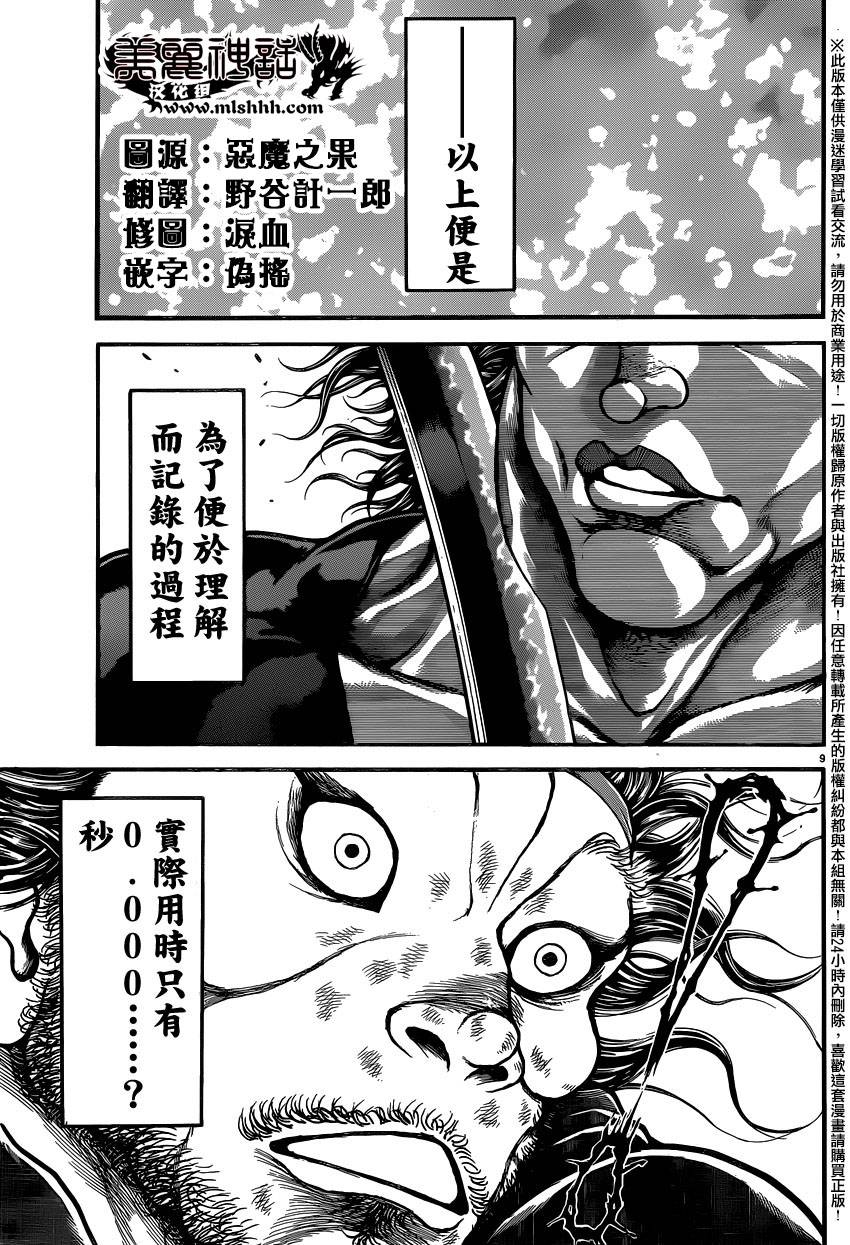 ——以上便是
美麗神話
汉化组
www.mlshhh.com
圖源：惡魔之果
翻譯：野谷計一郎
修圖：淚血
嵌字：偽搖
為了便於理解
而記錄的過程
9
實際用時只有
0.000……？
秒
※此版本僅供漫迷學習試看交流，請勿用於商業用途！一切版權歸原作者與出版社擁有！因任意轉載所產生的版權糾紛都與本組無關！請24小時內刪除，喜歡這套漫畫請購買正版！